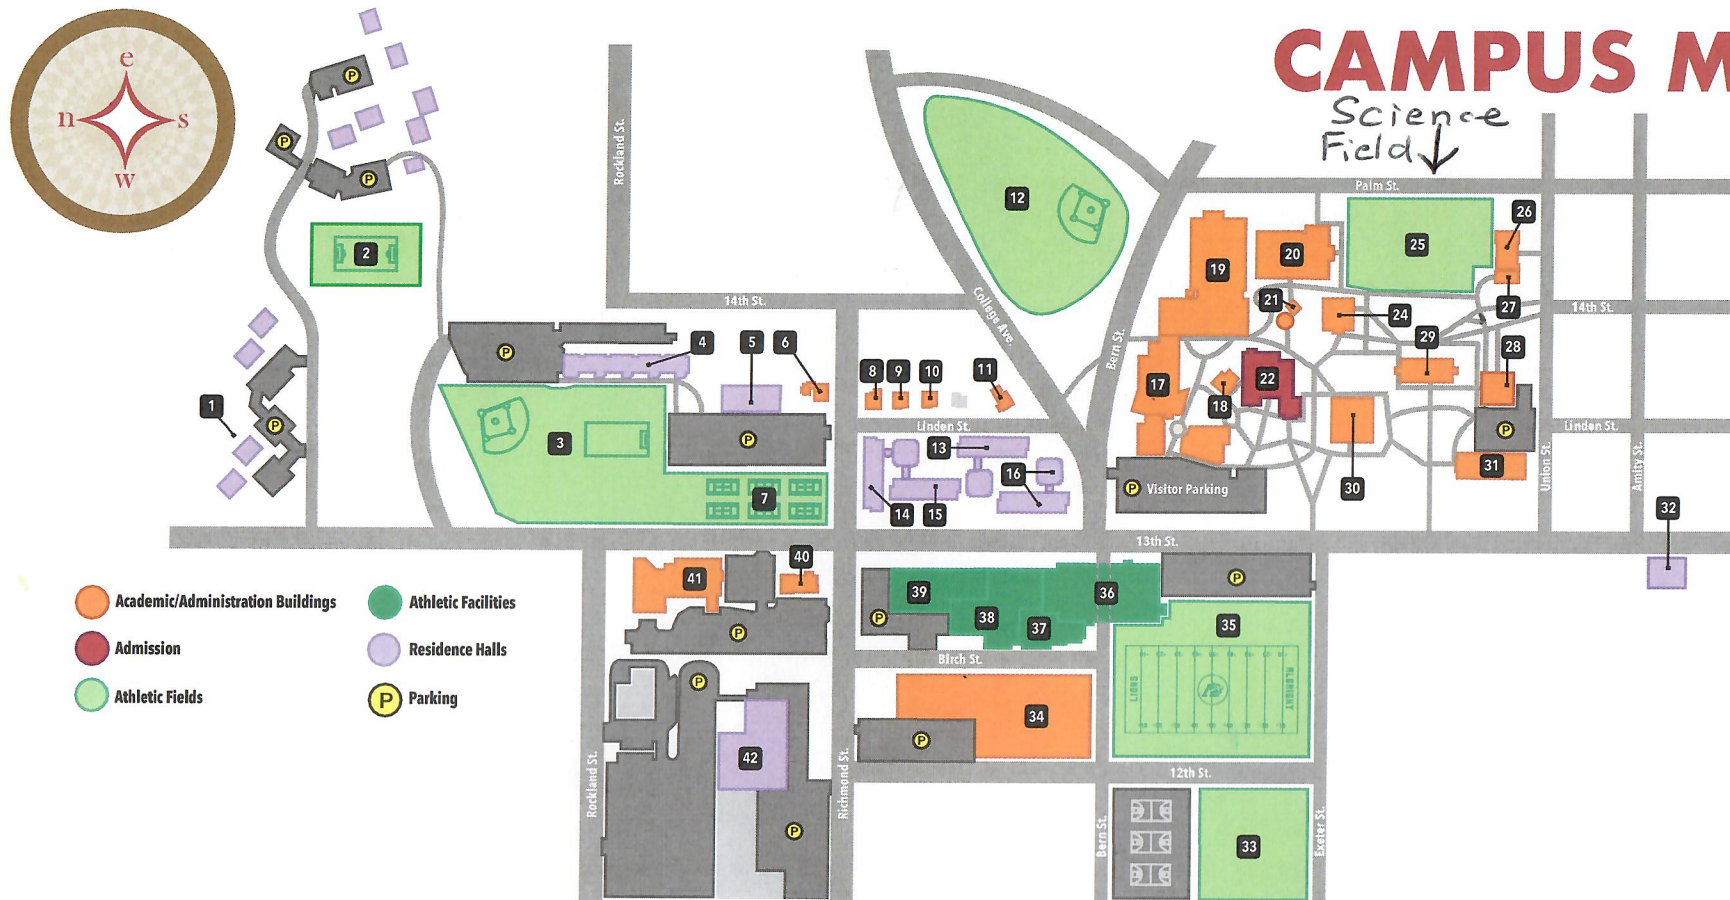 CAMPUS M
Science
Field
e
n
s
w
P
P
P
Rockland St.
Palm St.
12
26
25
2
20
19
14th St.
21
27
14th St.
College Ave.
24
Bern St.
P
4
5
6
29
28
8
9
10
11
22
17
1
18
P
Linden St.
Linden St.
3
P
P
13
31
Union St.
Amity St.
16
P
Visitor Parking
30
7
14
15
32
13th St.
40
41
P
39
36
38
37
35
P
P
Academic/Administration Buildings
Athletic Facilities
Admission
Residence Halls
Athletic Fields
P
Parking
Birch St.
P
LIONS
ALBRIGHT
34
P
42
12th St.
Rockland St.
Richmond St.
P
Bern St.
33
Exeter St.